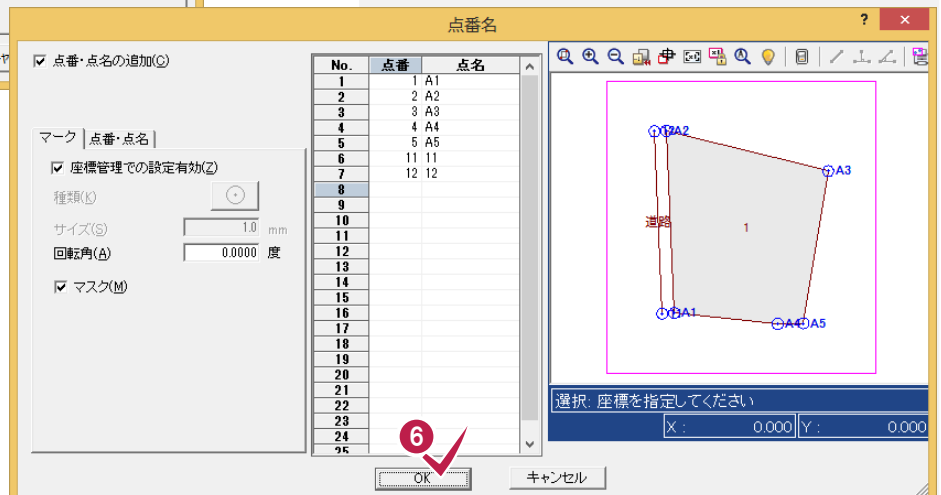 点番名
点番・点名の追加(C)
マーク 点番・点名
座標管理での設定有効(Z)
種類(K)
サイズ(S) 1.0 mm
回転角(A) 0.0000 度
マスク(M)
No. 点番 点名
1 1 A1
2 2 A2
3 3 A3
4 4 A4
5 5 A5
6 11 11
7 12 12
8
9
10
11
12
13
14
15
16
17
18
19
20
21
22
23
24
25
A2
A3
道路
1
A1
A4
A5
選択: 座標を指定してください
X : 0.000 Y : 0.000
6
OK キャンセル